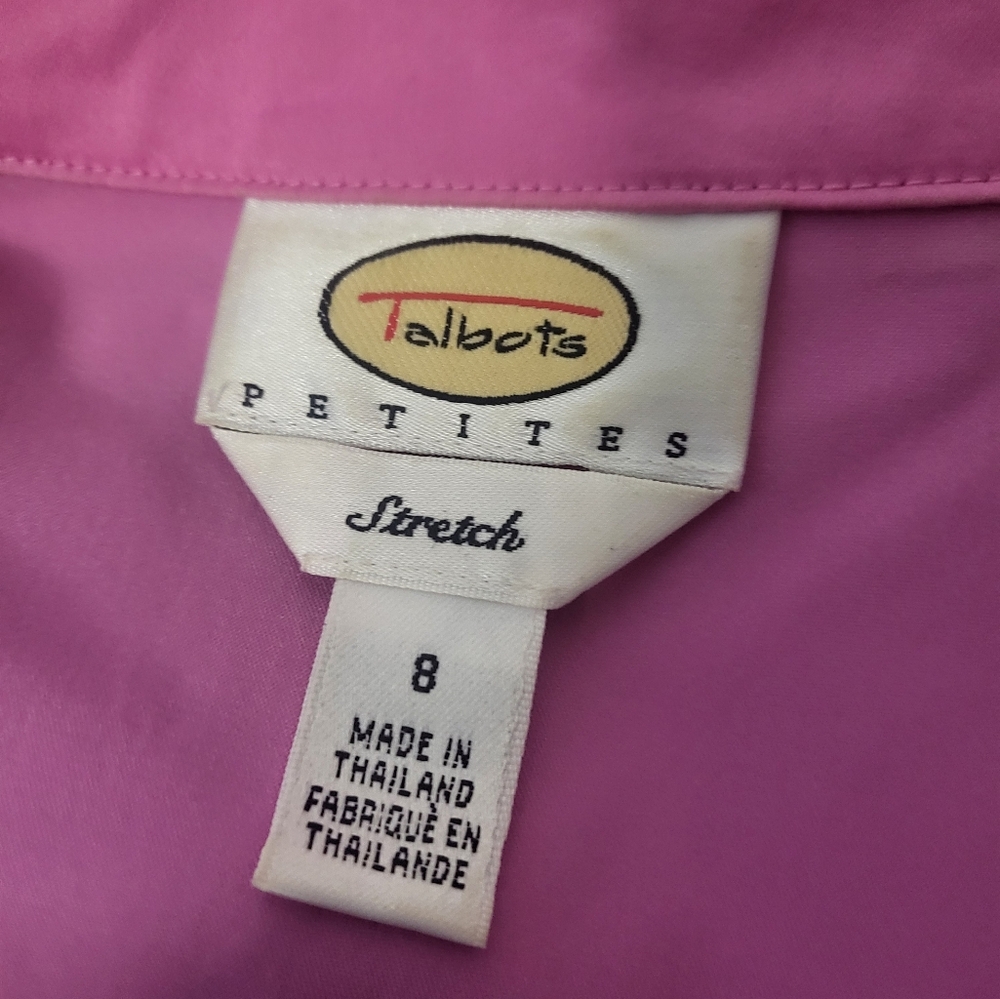 Talbots
PETITES
Stretch
8
MADE IN
THAILAND
FABRIQUÈ EN
THAILANDE